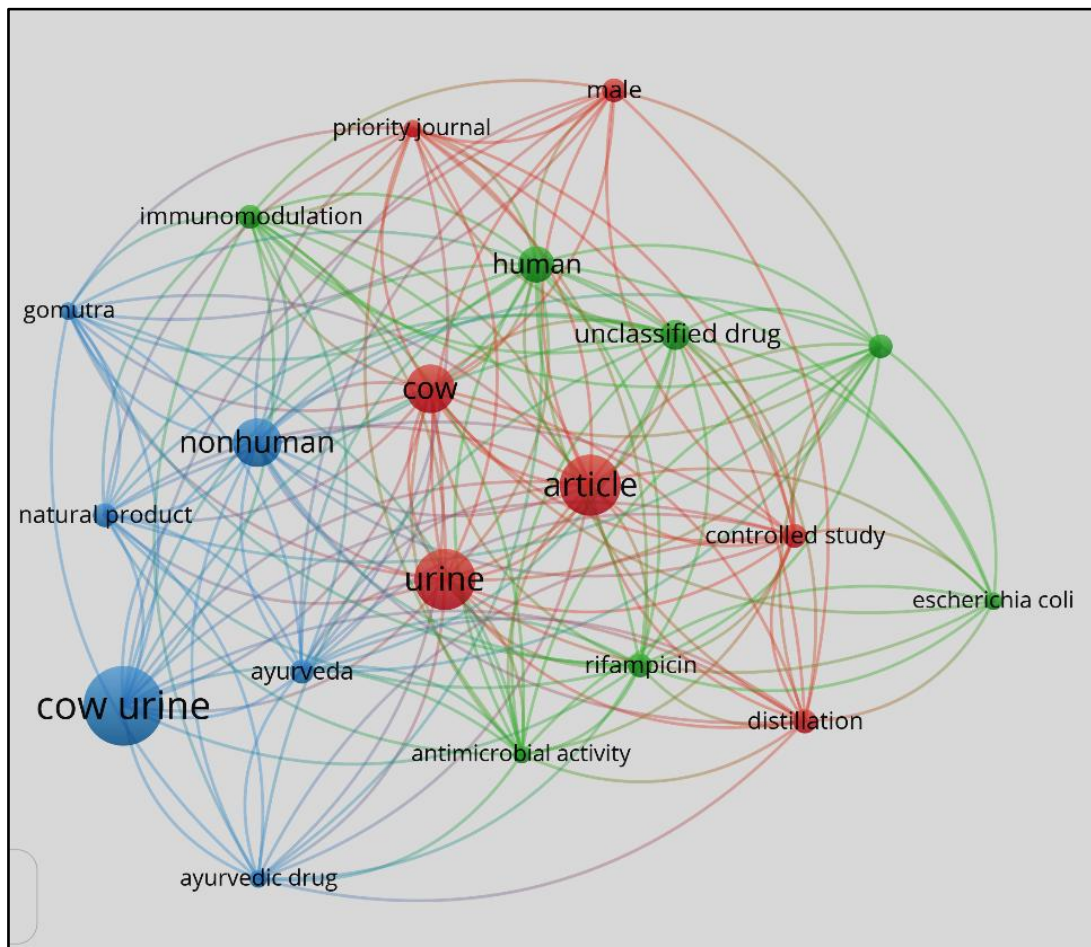 male
priority journal
immunomodulation
human
gomutra
unclassified drug
cow
nonhuman
article
natural product
controlled study
urine
escherichia coli
rifampicin
ayurveda
cow urine
distillation
antimicrobial activity
ayurvedic drug